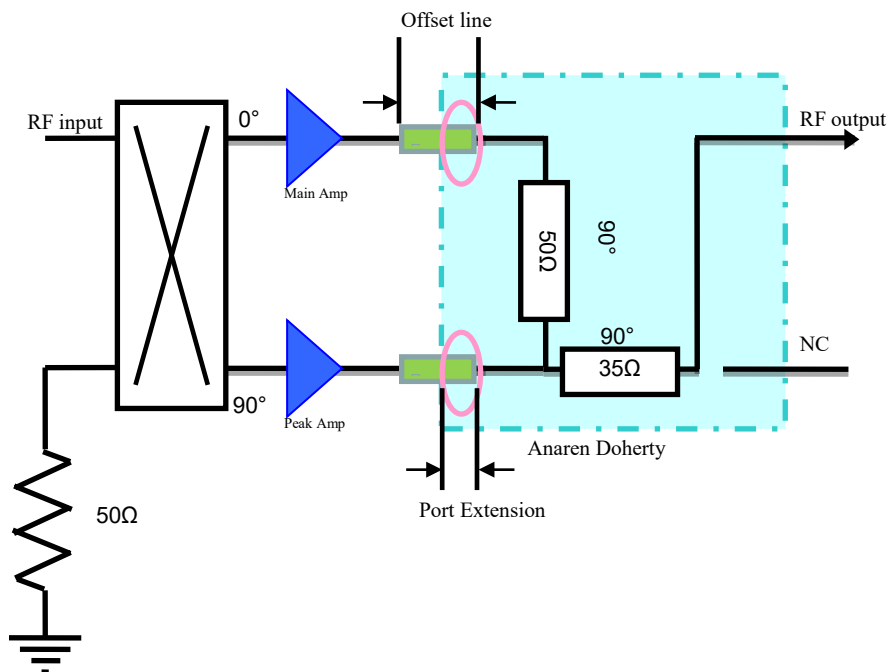 Offset line
RF input
0°
RF output
Main Amp
50Ω
90°
90°
35Ω
NC
90°
Peak Amp
Anaren Doherty
Port Extension
50Ω